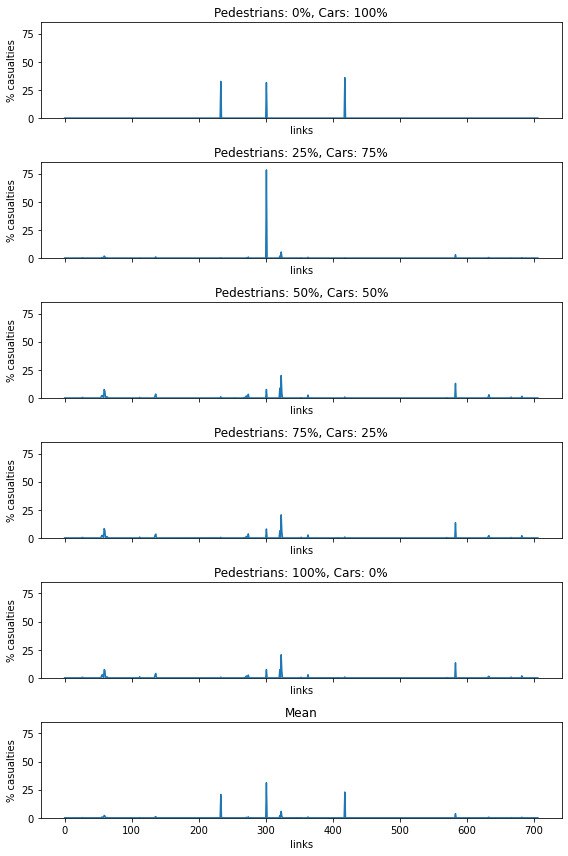 Pedestrians: 0%, Cars: 100%
75
50
25
0
% casualties
links
Pedestrians: 25%, Cars: 75%
75
50
25
0
% casualties
links
Pedestrians: 50%, Cars: 50%
75
50
25
0
% casualties
links
Pedestrians: 75%, Cars: 25%
75
50
25
0
% casualties
links
Pedestrians: 100%, Cars: 0%
75
50
25
0
% casualties
links
Mean
75
50
25
0
% casualties
0 100 200 300 400 500 600 700
links